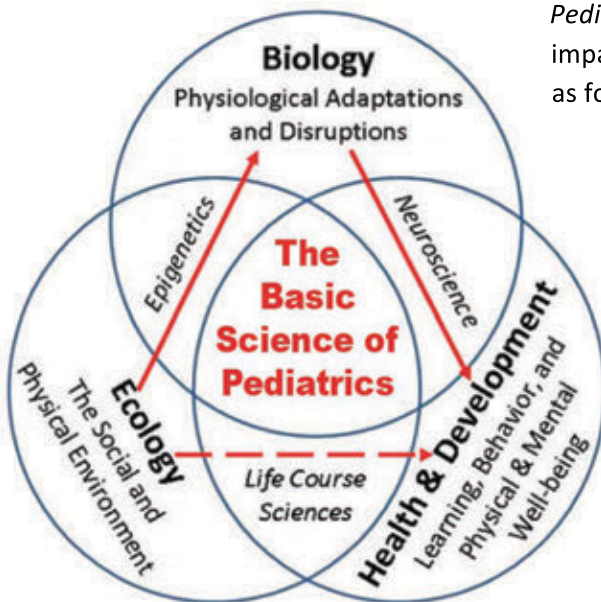 Pedi
impa
as fo
Biology
Physiological Adaptations
and Disruptions
Epigenetics
Neuroscience
The
Basic
Science of
Pediatrics
Ecology
The Social and
Physical Environment
Life Course
Sciences
Health & Development
Learning, Behavior, and
Physical & Mental
Well-being